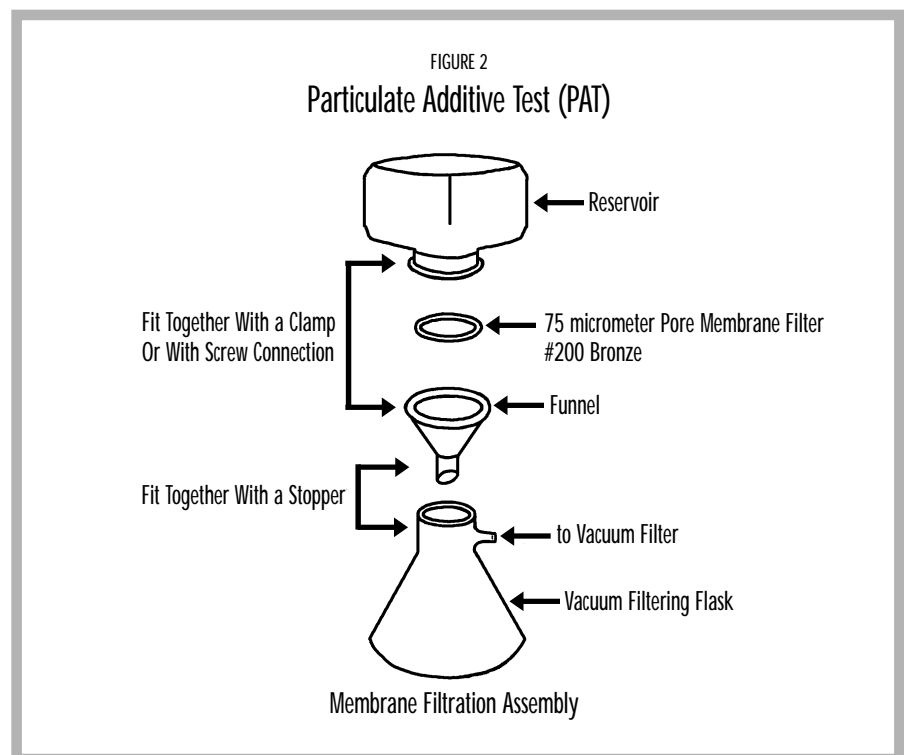 FIGURE 2
Particulate Additive Test (PAT)
Reservoir
Fit Together With a Clamp
Or With Screw Connection
75 micrometer Pore Membrane Filter
#200 Bronze
Funnel
Fit Together With a Stopper
to Vacuum Filter
Vacuum Filtering Flask
Membrane Filtration Assembly